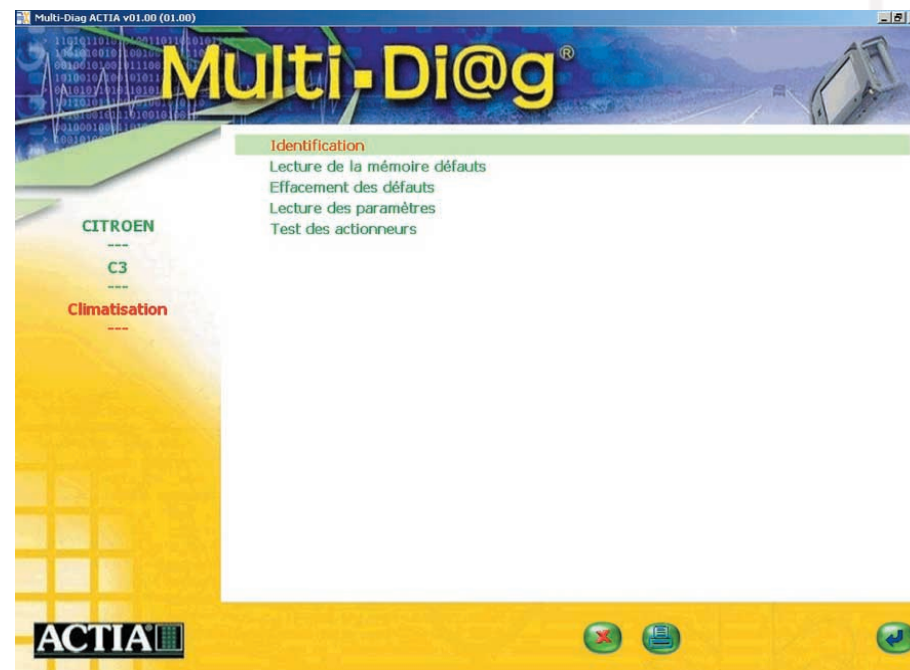 Multi-Diag ACTIA v01.00 (01.00)
Multi-Di@g®
Identification
Lecture de la mémoire défauts
Effacement des défauts
Lecture des paramètres
Test des actionneurs
CITROEN
---
C3
---
Climatisation
---
ACTIA